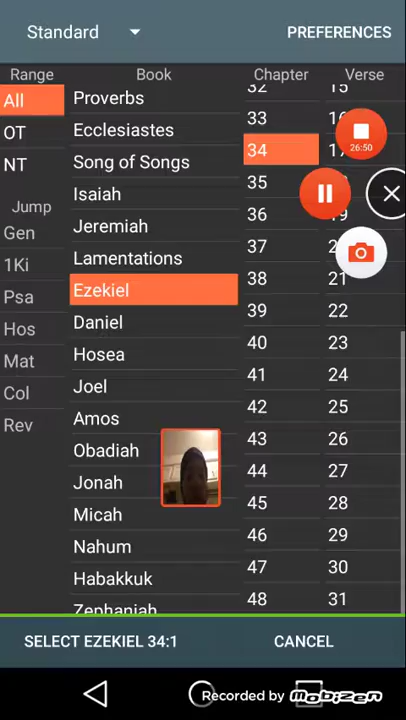 Standard
PREFERENCES
Range
Book
Chapter
Verse
All
OT
NT
Jump
Gen
1Ki
Psa
Hos
Mat
Col
Rev
Proverbs
Ecclesiastes
Song of Songs
Isaiah
Jeremiah
Lamentations
Ezekiel
Daniel
Hosea
Joel
Amos
Obadiah
Jonah
Micah
Nahum
Habakkuk
Zephaniah
32
33
34
35
36
37
38
39
40
41
42
43
44
45
46
47
48
15
21
22
23
24
25
26
27
28
29
30
31
26:50
SELECT EZEKIEL 34:1
CANCEL
Recorded by Mobizen